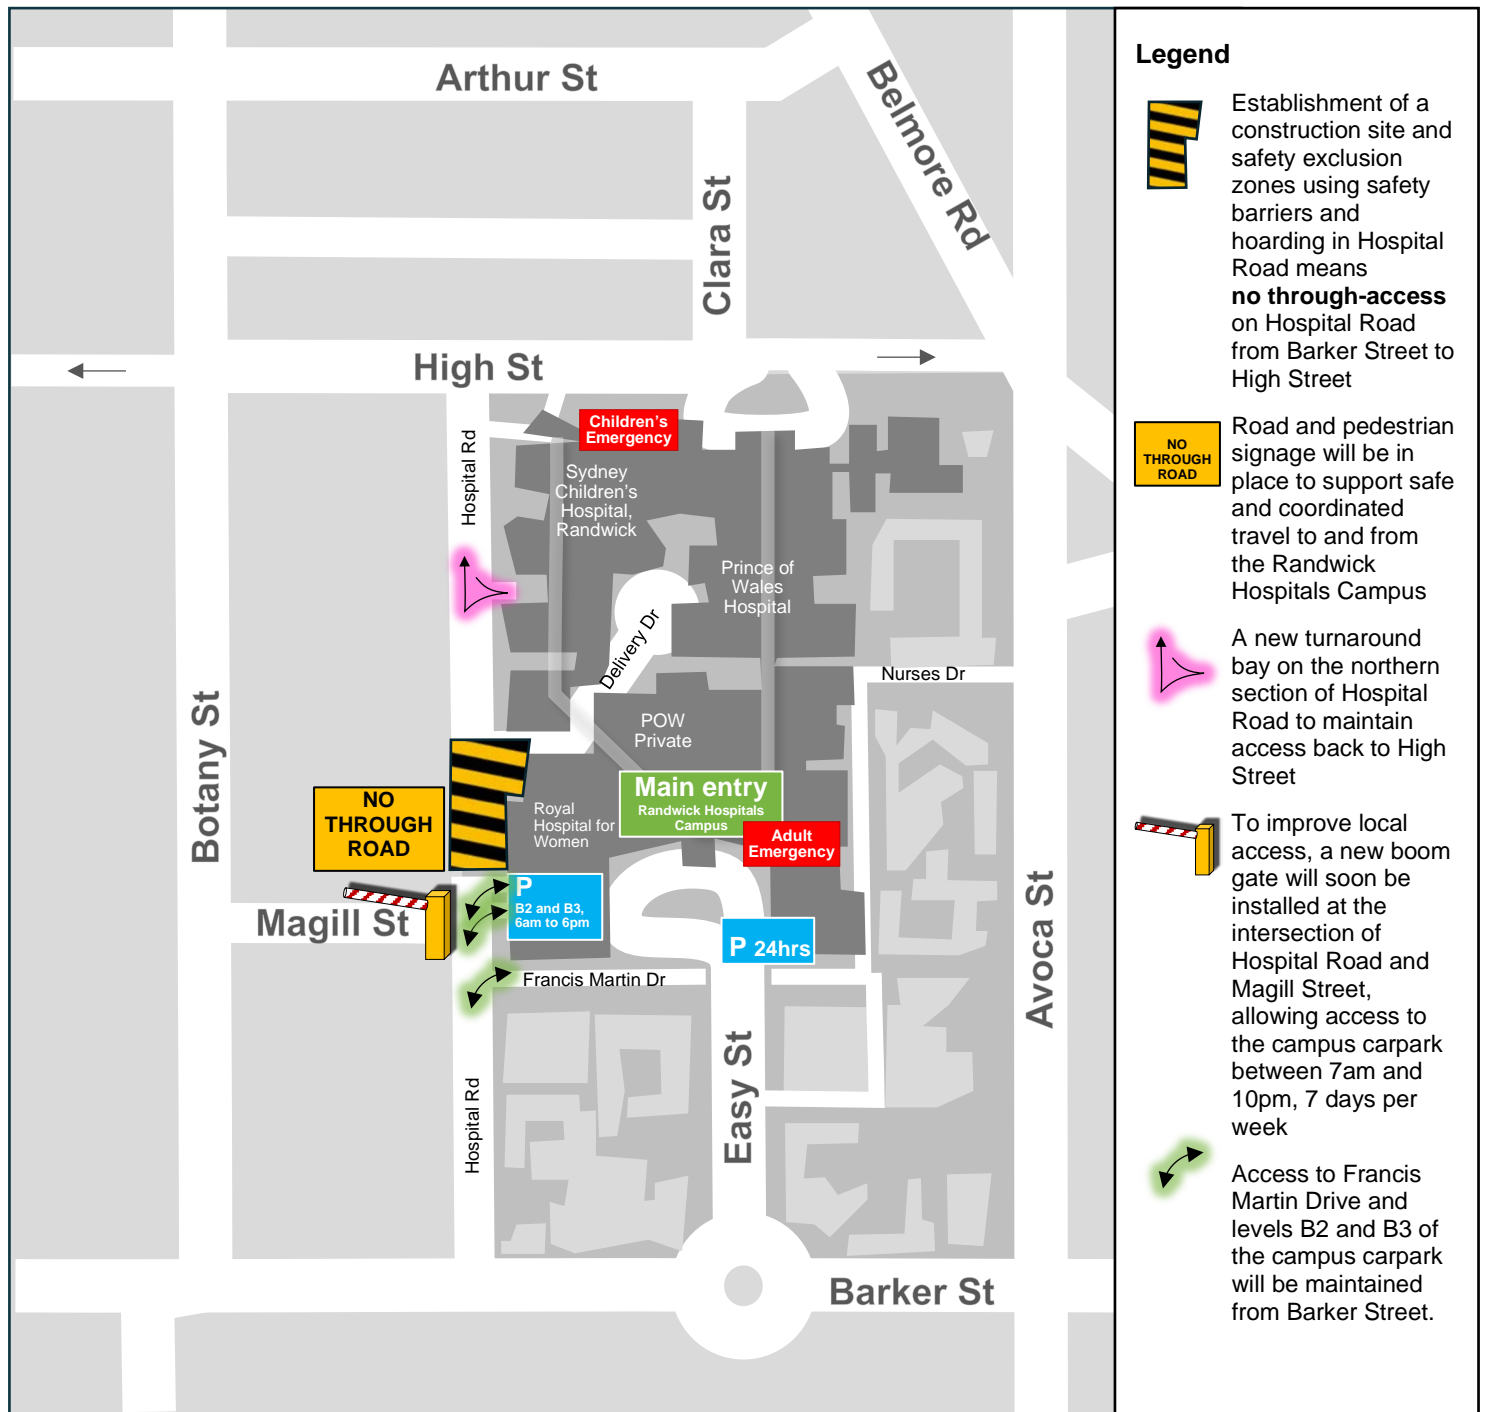 Arthur St
Belmore Rd
Clara St
High St
Children's
Emergency
Hospital Rd
Sydney
Children's
Hospital,
Randwick
Prince of
Wales
Hospital
Delivery Dr
Nurses Dr
POW
Private
Botany St
Main entry
Randwick Hospitals
Campus
NO
THROUGH
ROAD
Royal
Hospital for
Women
Adult
Emergency
P
B2 and B3,
6am to 6pm
Magill St
P 24hrs
Francis Martin Dr
Avoca St
Easy St
Hospital Rd
Barker St
Legend
Establishment of a
construction site and
safety exclusion
zones using safety
barriers and
hoarding in Hospital
Road means
no through-access
on Hospital Road
from Barker Street to
High Street
NO
THROUGH
ROAD
Road and pedestrian
signage will be in
place to support safe
and coordinated
travel to and from
the Randwick
Hospitals Campus
A new turnaround
bay on the northern
section of Hospital
Road to maintain
access back to High
Street
To improve local
access, a new boom
gate will soon be
installed at the
intersection of
Hospital Road and
Magill Street,
allowing access to
the campus carpark
between 7am and
10pm, 7 days per
week
Access to Francis
Martin Drive and
levels B2 and B3 of
the campus carpark
will be maintained
from Barker Street.